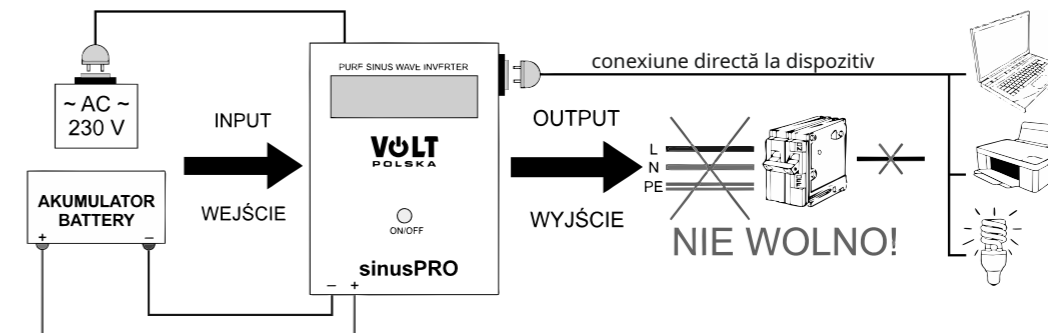 ~ AC ~
230 V
AKUMULATOR
BATTERY
+ –
INPUT
WEJŚCIE
PURE SINUS WAVE INVERTER
VOLT
POLSKA
ON/OFF
sinusPRO
– +
conexiune directă la dispozitiv
OUTPUT
WYJŚCIE
L
N
PE
NIE WOLNO!